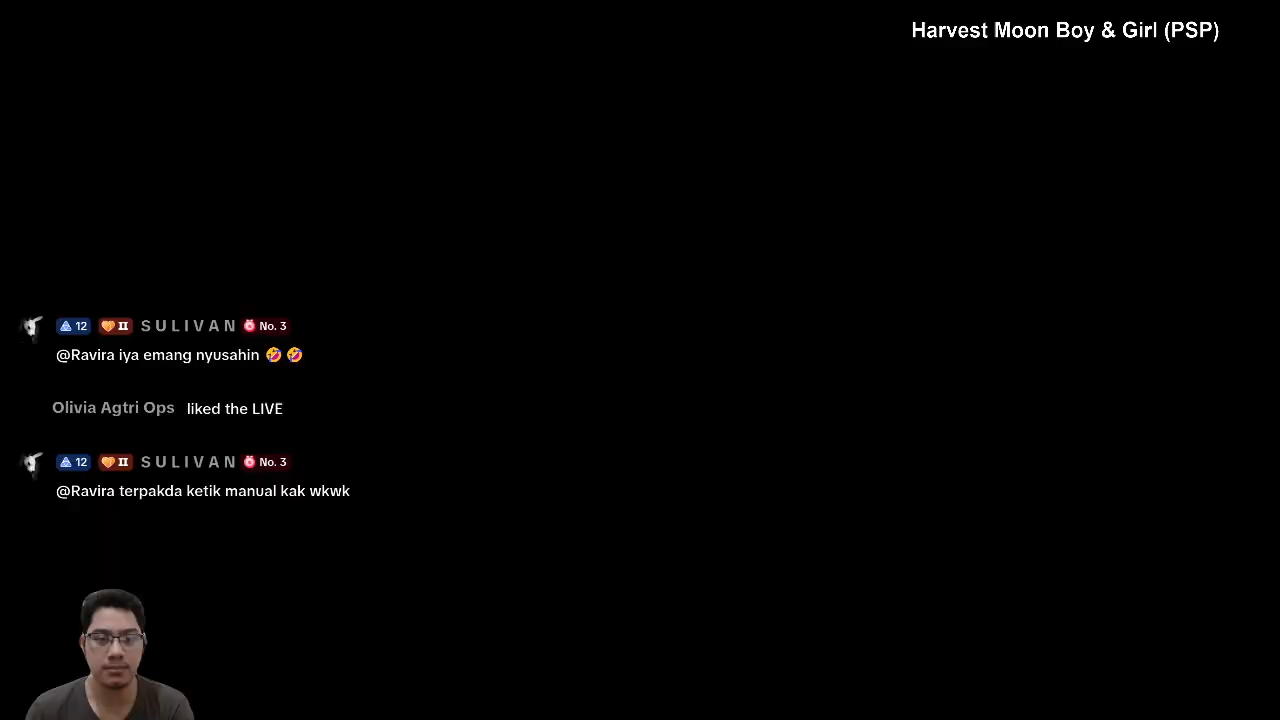 Harvest Moon Boy & Girl (PSP)
12 II S U L I V A N No. 3
@Ravira iya emang nyusahin 🤣 🤣
Olivia Agtri Ops liked the LIVE
12 II S U L I V A N No. 3
@Ravira terpakda ketik manual kak wkwk